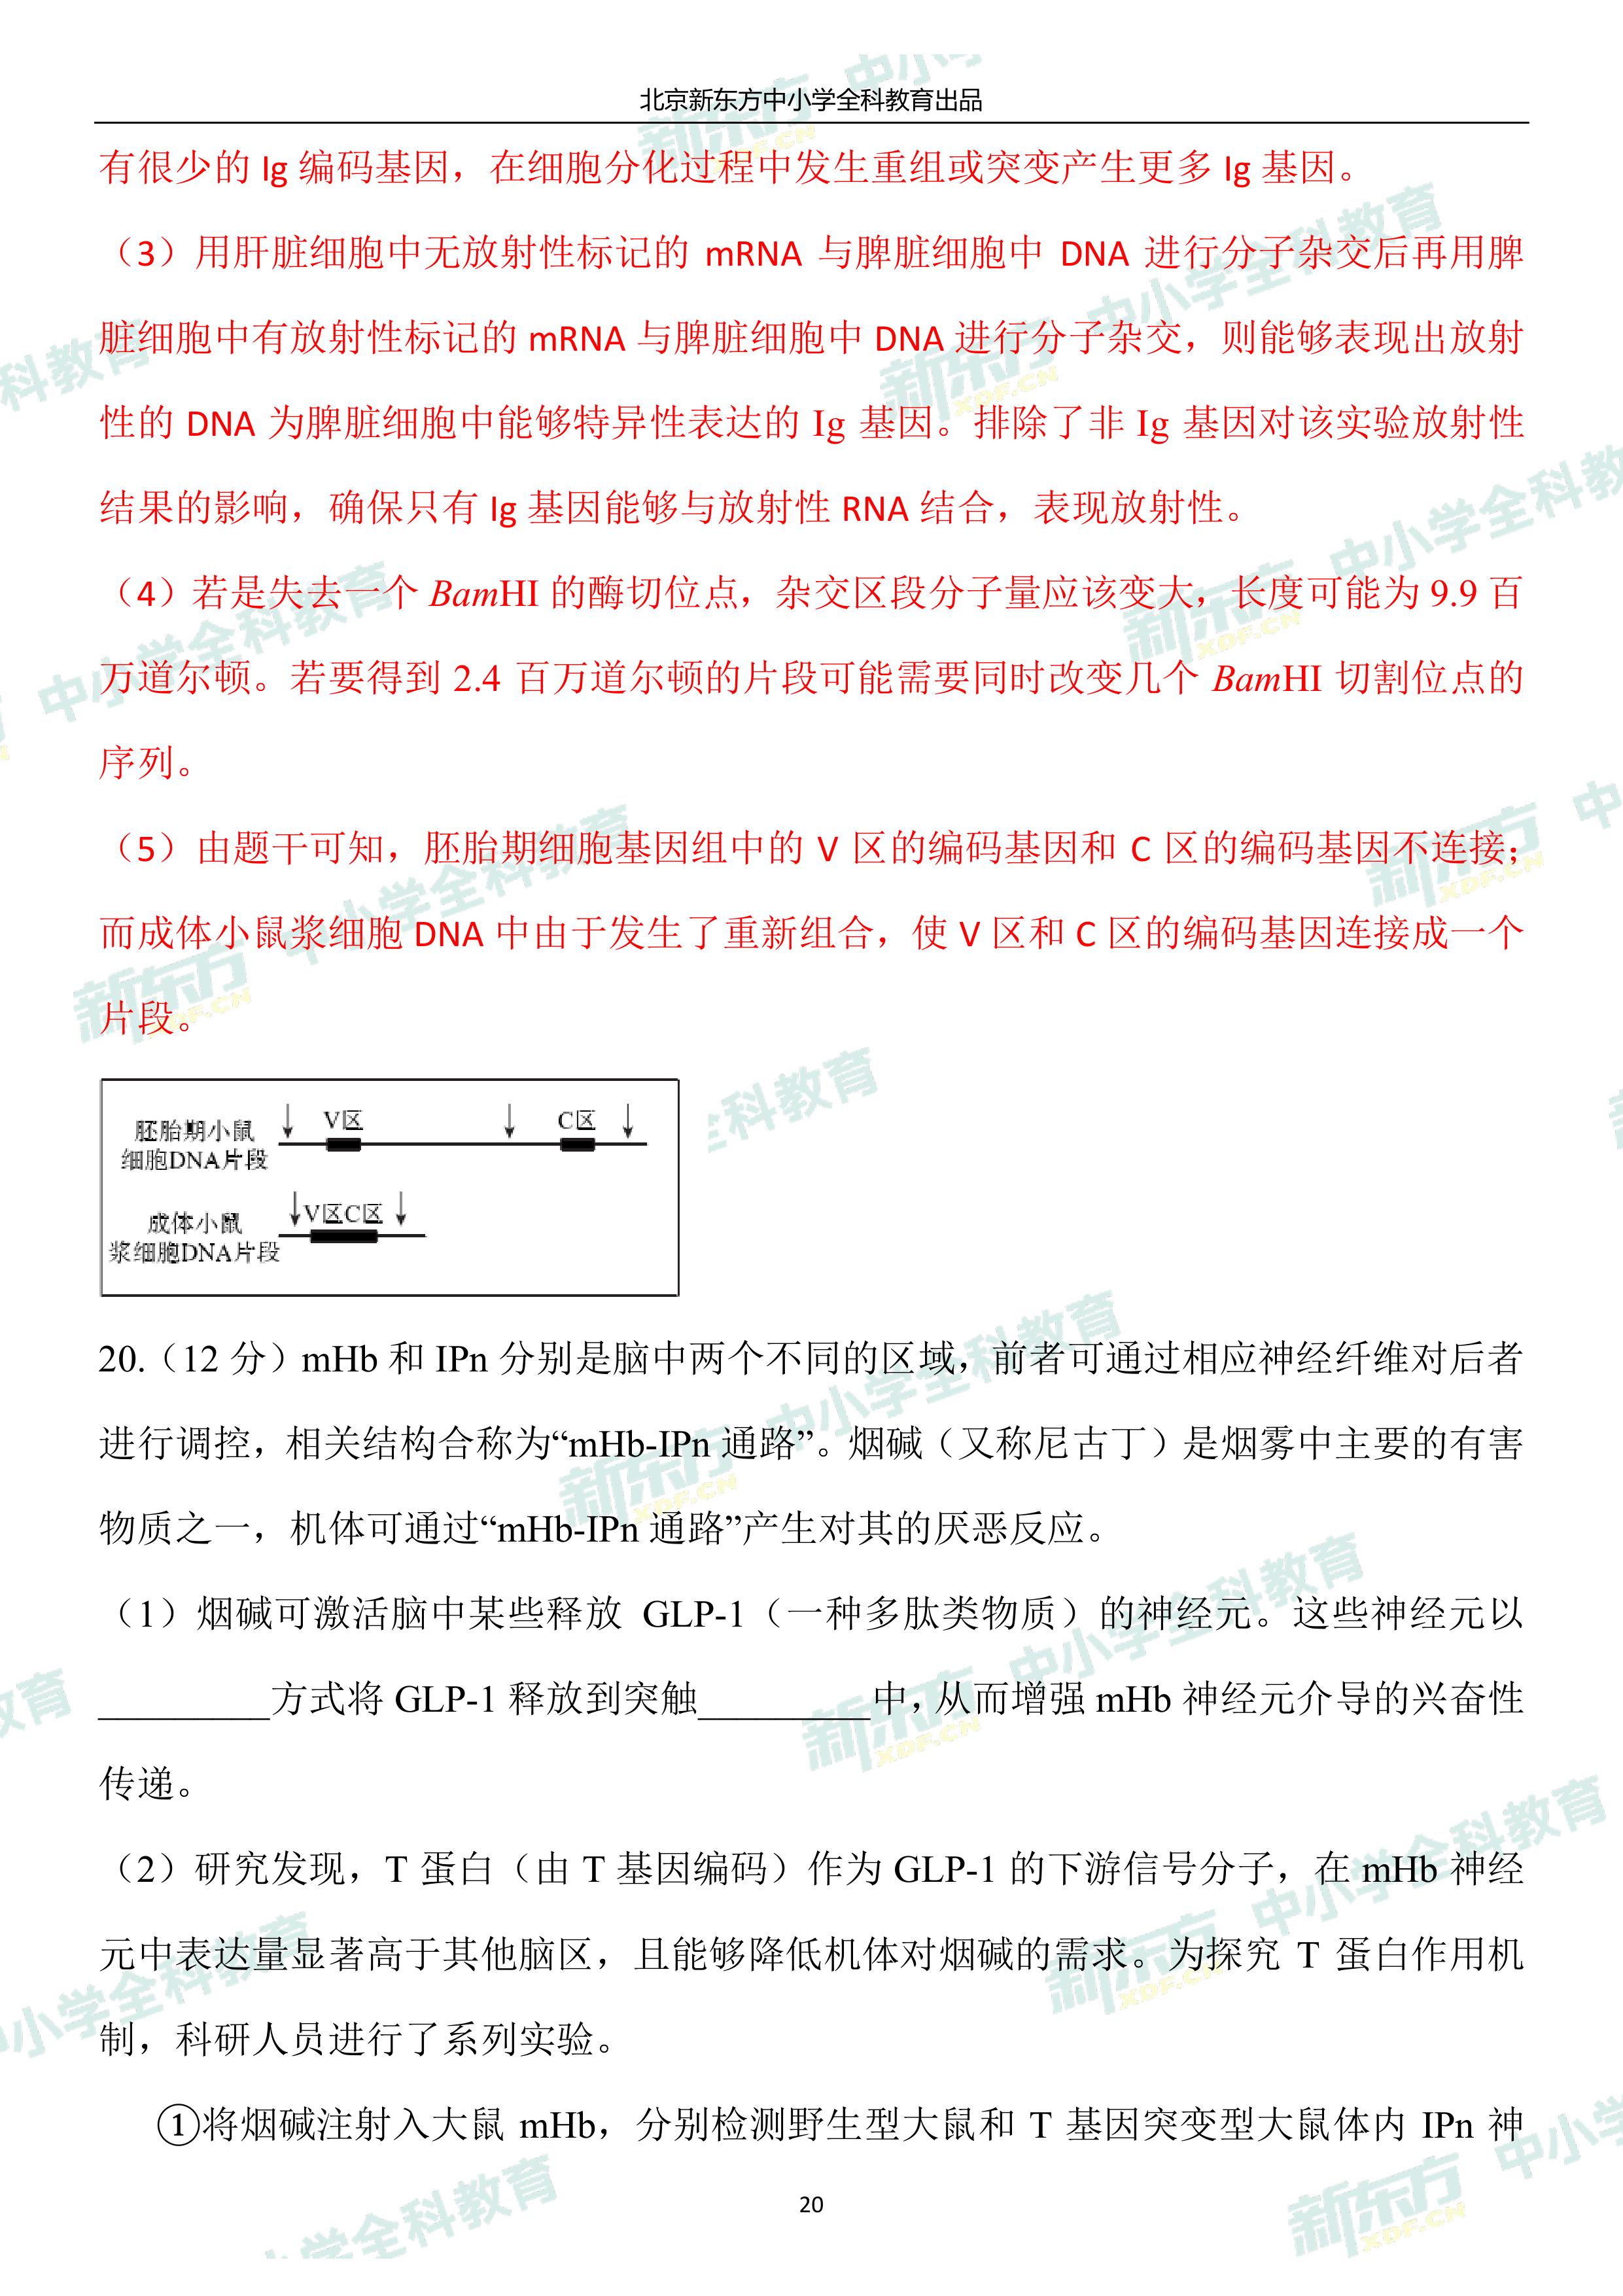 北京新东方中小学全科教育出品
有很少的 Ig 编码基因，在细胞分化过程中发生重组或突变产生更多 Ig 基因。
（3）用肝脏细胞中无放射性标记的 mRNA 与脾脏细胞中 DNA 进行分子杂交后再用脾
脏细胞中有放射性标记的 mRNA 与脾脏细胞中 DNA 进行分子杂交，则能够表现出放射
性的 DNA 为脾脏细胞中能够特异性表达的 Ig 基因。排除了非 Ig 基因对该实验放射性
结果的影响，确保只有 Ig 基因能够与放射性 RNA 结合，表现放射性。
（4）若是失去一个 BamHI 的酶切位点，杂交区段分子量应该变大，长度可能为 9.9 百
万道尔顿。若要得到 2.4 百万道尔顿的片段可能需要同时改变几个 BamHI 切割位点的
序列。
（5）由题干可知，胚胎期细胞基因组中的 V 区的编码基因和 C 区的编码基因不连接；
而成体小鼠浆细胞 DNA 中由于发生了重新组合，使 V 区和 C 区的编码基因连接成一个
片段。
胚胎期小鼠
细胞DNA片段
V区
C区
成体小鼠
浆细胞DNA片段
V区C区
20.（12 分）mHb 和 IPn 分别是脑中两个不同的区域，前者可通过相应神经纤维对后者
进行调控，相关结构合称为“mHb-IPn 通路”。烟碱（又称尼古丁）是烟雾中主要的有害
物质之一，机体可通过“mHb-IPn 通路”产生对其的厌恶反应。
（1）烟碱可激活脑中某些释放 GLP-1（一种多肽类物质）的神经元。这些神经元以
_________方式将 GLP-1 释放到突触_________中，从而增强 mHb 神经元介导的兴奋性
传递。
（2）研究发现，T 蛋白（由 T 基因编码）作为 GLP-1 的下游信号分子，在 mHb 神经
元中表达量显著高于其他脑区，且能够降低机体对烟碱的需求。为探究 T 蛋白作用机
制，科研人员进行了系列实验。
①将烟碱注射入大鼠 mHb，分别检测野生型大鼠和 T 基因突变型大鼠体内 IPn 神
20
新东方 XDF.CN 中小学全科教育